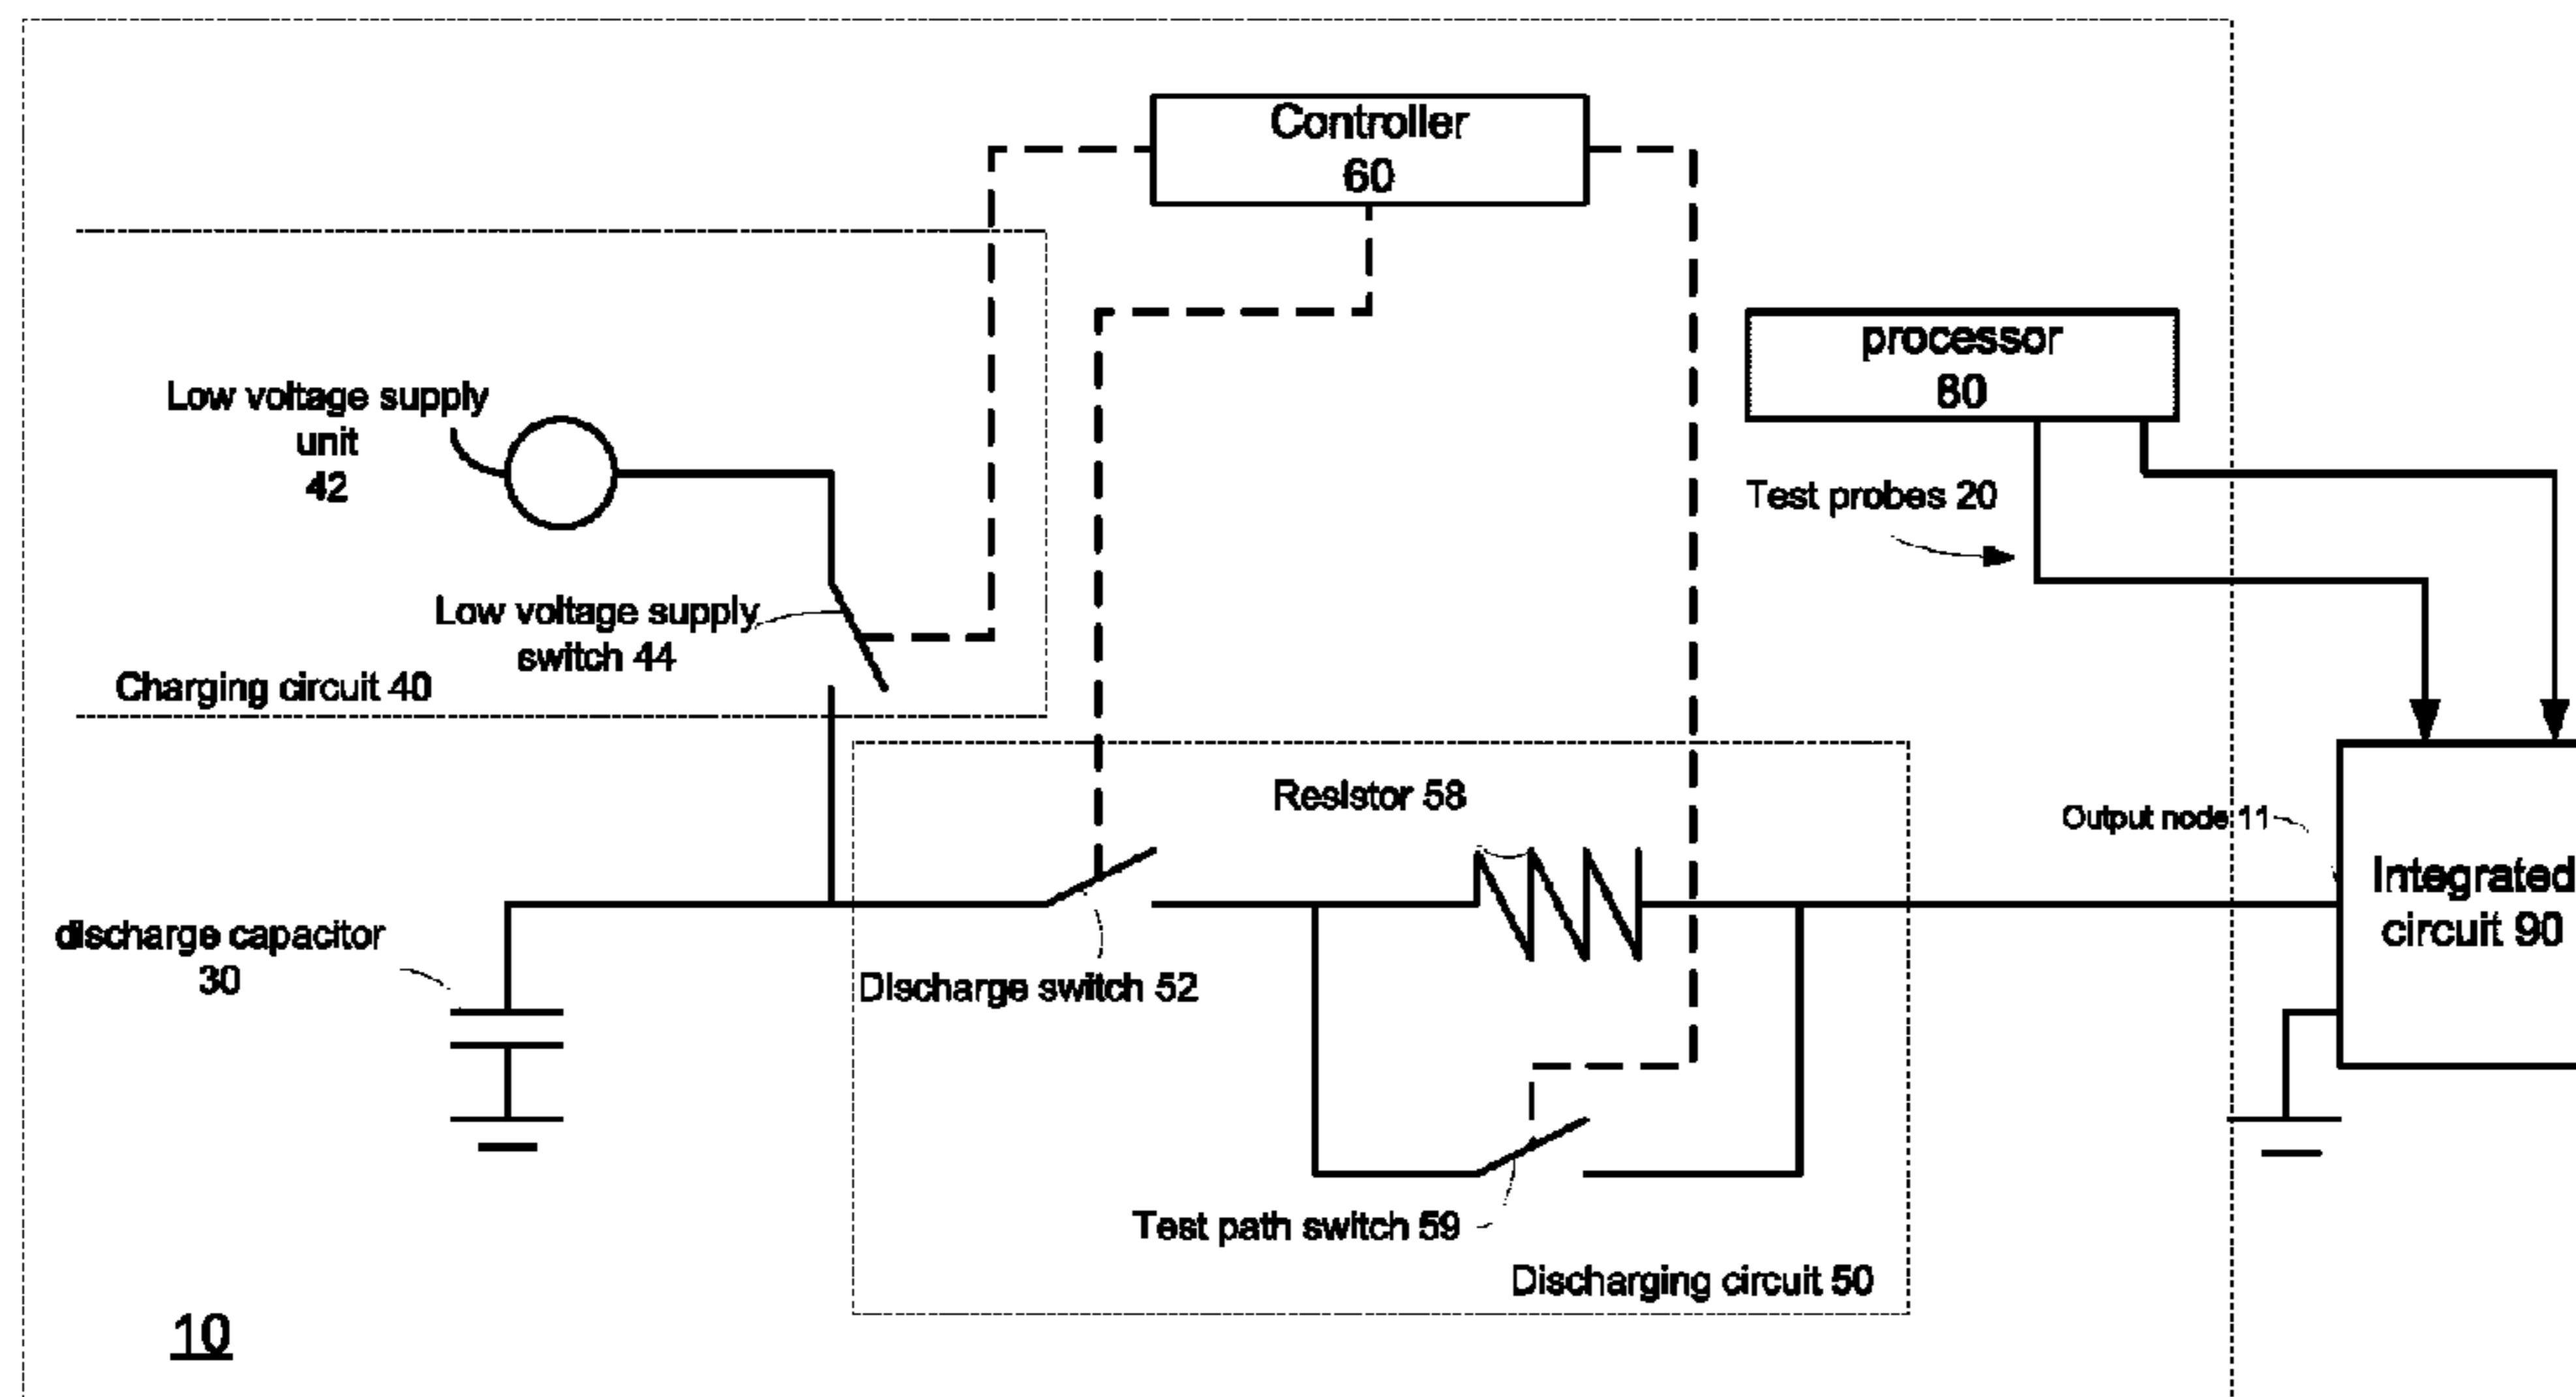 Controller
60
processor
80
Low voltage supply
unit
42
Test probes 20
Low voltage supply
switch 44
Charging circuit 40
Resistor 58
Output node 11
Integrated
circuit 90
discharge capacitor
30
Discharge switch 52
Test path switch 59
Discharging circuit 50
10